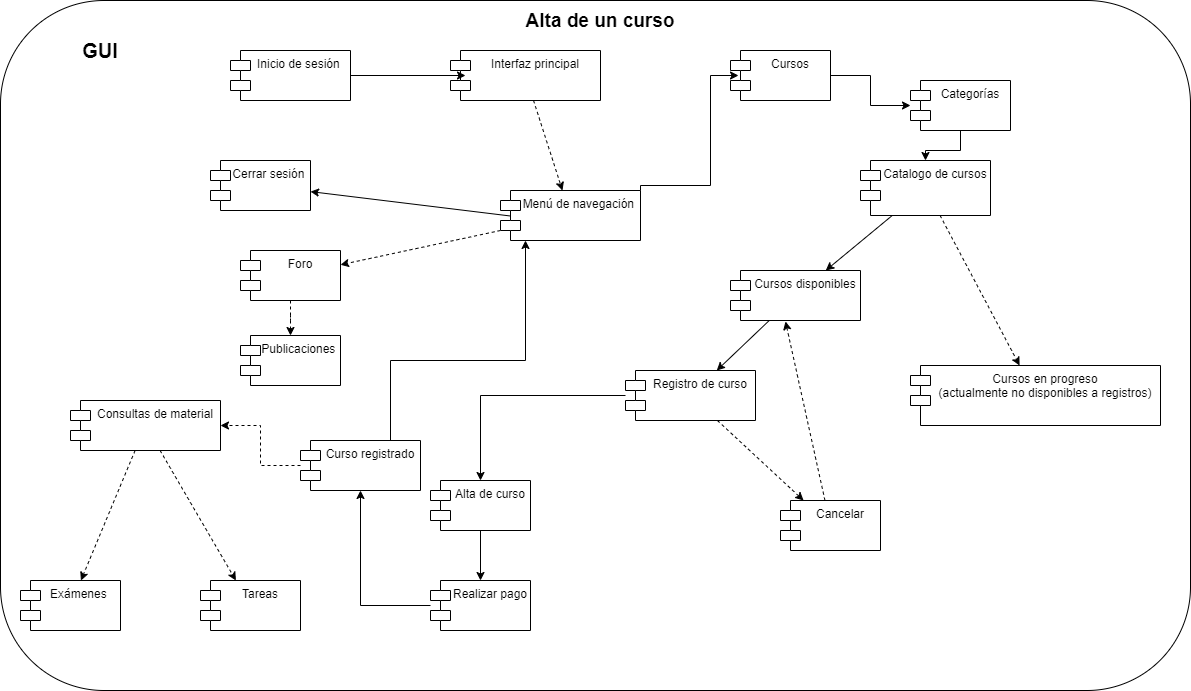 Alta de un curso
GUI
Inicio de sesión
Interfaz principal
Cursos
Categorías
Cerrar sesión
Catalogo de cursos
Menú de navegación
Foro
Cursos disponibles
Publicaciones
Registro de curso
Cursos en progreso
(actualmente no disponibles a registros)
Consultas de material
Curso registrado
Alta de curso
Cancelar
Exámenes
Tareas
Realizar pago